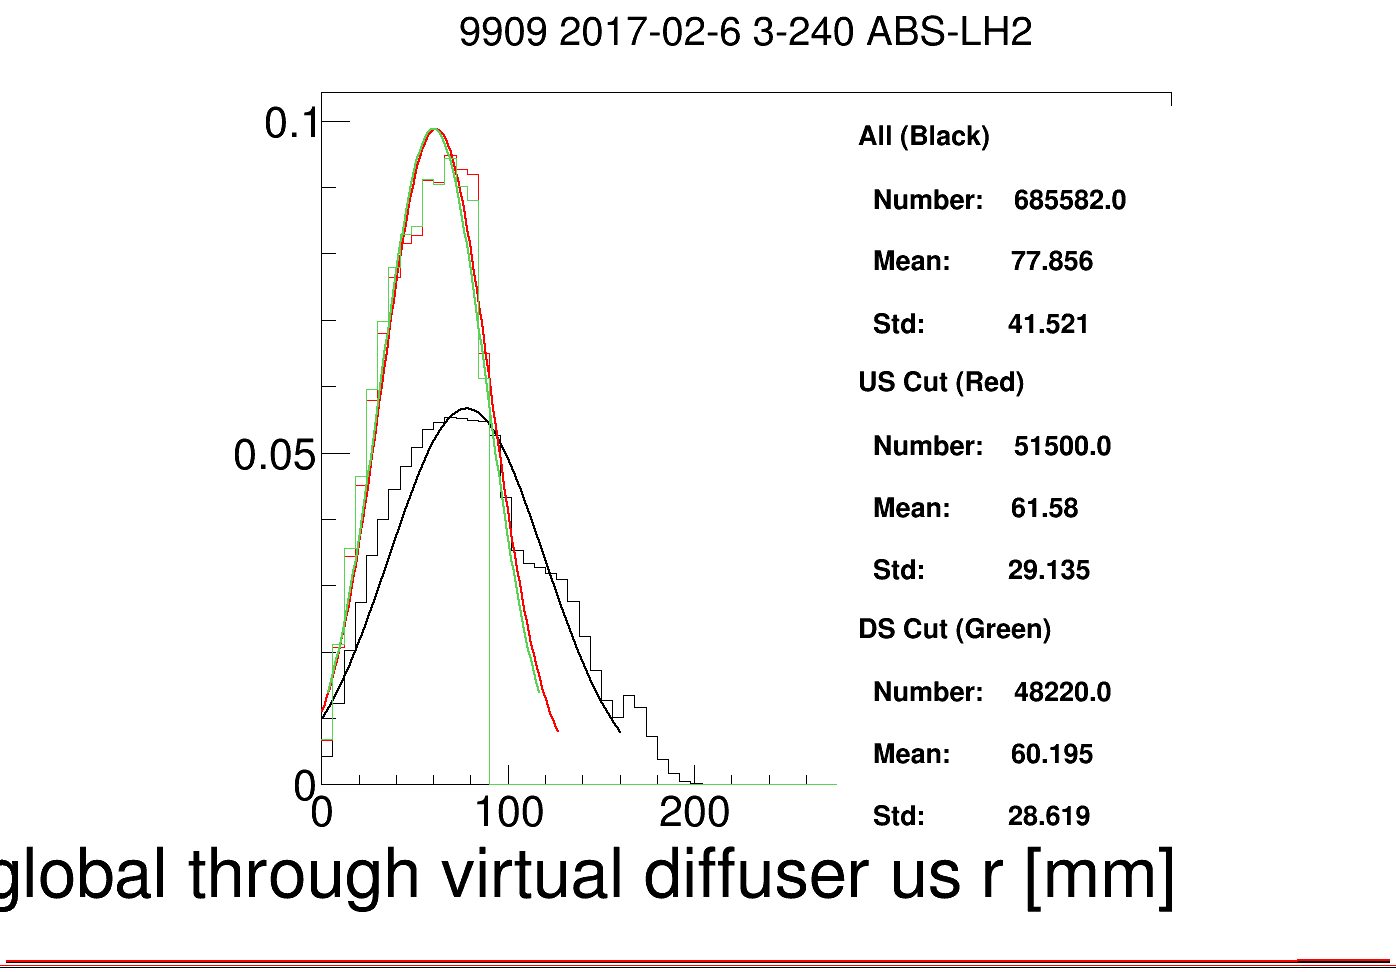 9909 2017-02-6 3-240 ABS-LH2
0.1
0.05
0
0 100 200
All (Black)
Number: 685582.0
Mean: 77.856
Std: 41.521
US Cut (Red)
Number: 51500.0
Mean: 61.58
Std: 29.135
DS Cut (Green)
Number: 48220.0
Mean: 60.195
Std: 28.619
global through virtual diffuser us r [mm]